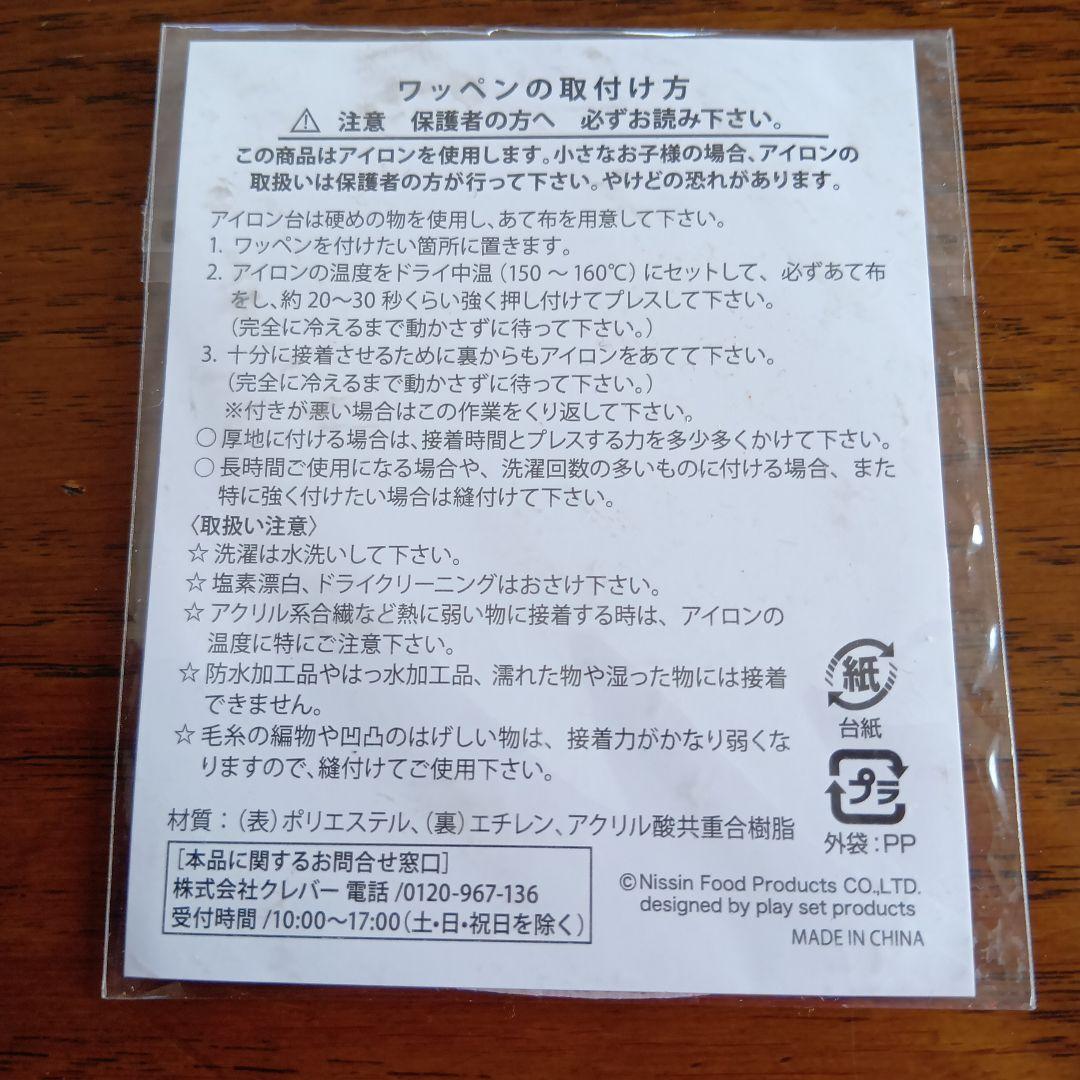 ワッペンの取付け方
⚠ 注意 保護者の方へ 必ずお読み下さい。
この商品はアイロンを使用します。小さなお子様の場合、アイロンの
取扱いは保護者の方が行って下さい。やけどの恐れがあります。
アイロン台は硬めの物を使用し、あて布を用意して下さい。
1. ワッペンを付けたい箇所に置きます。
2. アイロンの温度をドライ中温（150～160℃）にセットして、必ずあて布
をし、約20～30秒くらい強く押し付けてプレスして下さい。
（完全に冷えるまで動かさずに待って下さい。）
3. 十分に接着させるために裏からもアイロンをあてて下さい。
（完全に冷えるまで動かさずに待って下さい。）
※付きが悪い場合はこの作業をくり返して下さい。
○厚地に付ける場合は、接着時間とプレスする力を多少多くかけて下さい。
○長時間ご使用になる場合や、洗濯回数の多いものに付ける場合、また
特に強く付けたい場合は縫付けて下さい。
〈取扱い注意〉
☆洗濯は水洗いして下さい。
☆塩素漂白、ドライクリーニングはおさけ下さい。
☆アクリル系合繊など熱に弱い物に接着する時は、アイロンの
温度に特にご注意下さい。
☆防水加工品やはっ水加工品、濡れた物や湿った物には接着
できません。
☆毛糸の編物や凹凸のはげしい物は、接着力がかなり弱くな
りますので、縫付けてご使用下さい。
紙
台紙
プラ
外袋：PP
材質：（表）ポリエステル、（裏）エチレン、アクリル酸共重合樹脂
［本品に関するお問合せ窓口］
株式会社クレバー 電話/0120-967-136
受付時間/10:00～17:00（土・日・祝日を除く）
©Nissin Food Products CO.,LTD.
designed by play set products
MADE IN CHINA